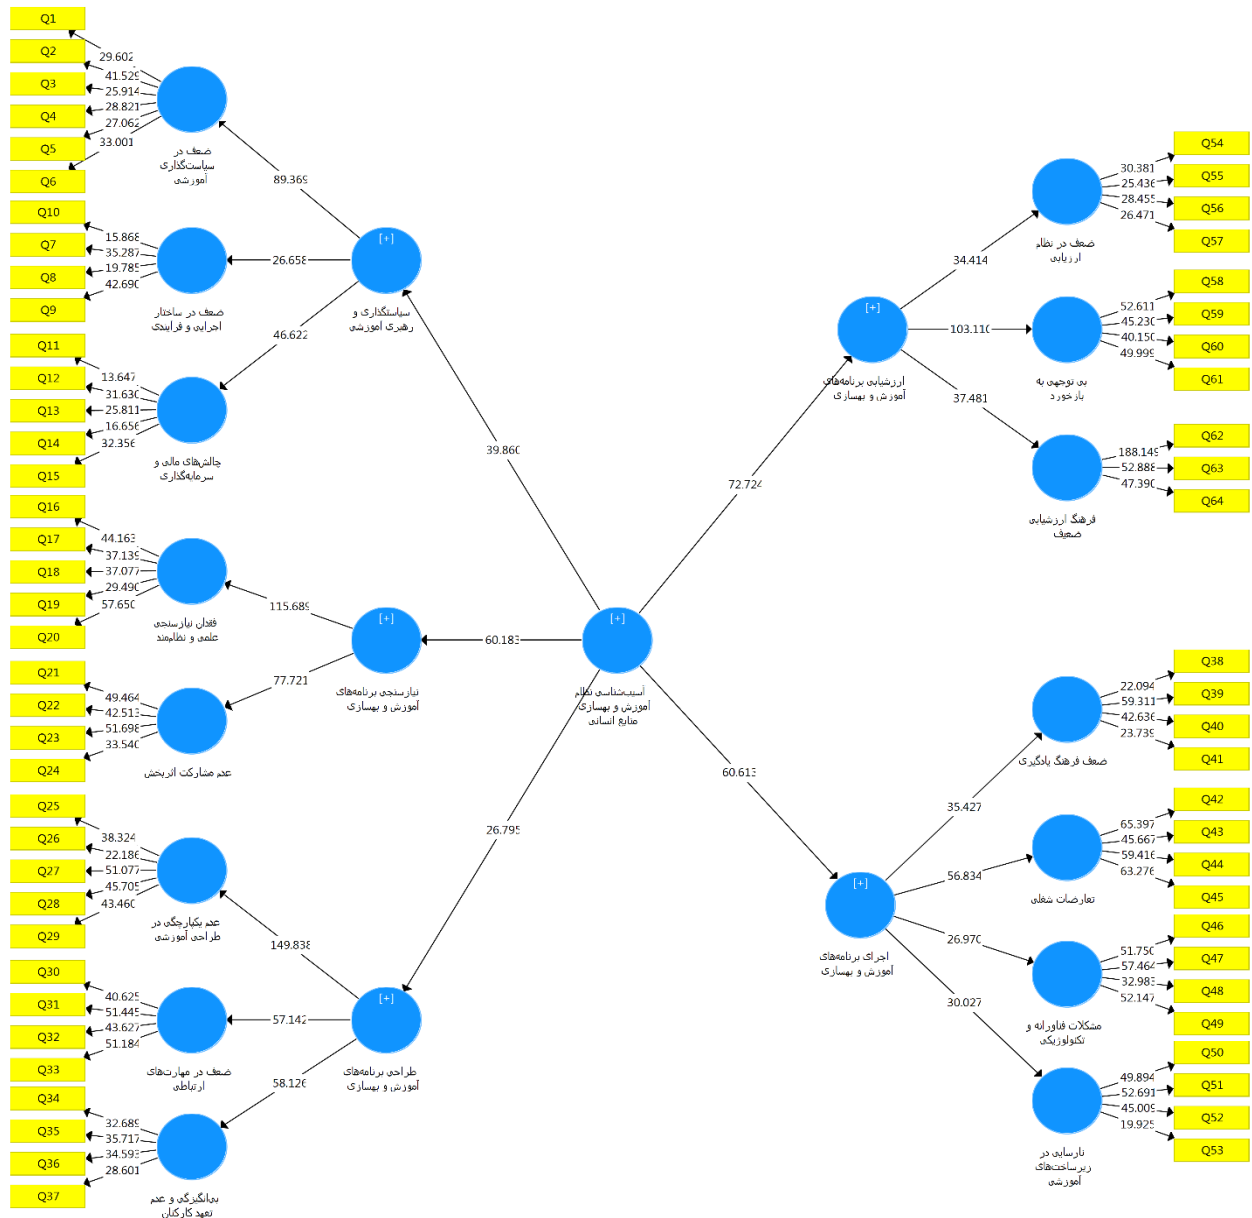 Q1
Q2
Q3
Q4
Q5
Q6
29.602
41.529
25.914
28.821
27.062
33.001
ضعف در
سیاست‌گذاری
آموزشی
89.369
Q10
Q7
Q8
Q9
15.868
35.287
19.785
42.690
ضعف در ساختار
اجرایی و فرآیندی
26.658
[+]
سیاستگذاری و
رهبری آموزشی
46.622
Q11
Q12
Q13
Q14
Q15
13.647
31.630
25.811
16.656
32.356
چالش‌های مالی و
سرمایه‌گذاری
39.860
Q16
Q17
Q18
Q19
Q20
44.163
37.139
37.077
29.490
57.650
فقدان نیازسنجی
علمی و نظام‌مند
115.689
[+]
نیازسنجی برنامه‌های
آموزش و بهسازی
77.721
60.183
Q21
Q22
Q23
Q24
49.464
42.513
51.698
33.540
عدم مشارکت اثربخش
[+]
آسیب‌شناسی نظام
آموزش و بهسازی
منابع انسانی
26.795
Q25
Q26
Q27
Q28
Q29
38.324
22.186
51.077
45.705
43.460
عدم یکپارچگی در
طراحی آموزشی
149.838
Q30
Q31
Q32
Q33
40.625
51.445
43.627
51.184
ضعف در مهارت‌های
ارتباطی
57.142
[+]
طراحی برنامه‌های
آموزش و بهسازی
58.126
Q34
Q35
Q36
Q37
32.689
35.717
34.593
28.601
بی‌انگیزگی و عدم
تعهد کارکنان
72.724
[+]
ارزشیابی برنامه‌های
آموزش و بهسازی
34.414
103.110
37.481
ضعف در نظام
ارزیابی
30.381
25.436
28.455
26.471
Q54
Q55
Q56
Q57
بی توجهی به
بازخورد
52.611
45.230
40.150
49.999
Q58
Q59
Q60
Q61
فرهنگ ارزشیابی
ضعیف
188.149
52.888
47.390
Q62
Q63
Q64
60.613
[+]
اجرای برنامه‌های
آموزش و بهسازی
35.427
56.834
26.970
30.027
ضعف فرهنگ یادگیری
22.094
59.311
42.636
23.739
Q38
Q39
Q40
Q41
تعارضات شغلی
65.397
45.667
59.416
63.276
Q42
Q43
Q44
Q45
مشکلات فناورانه و
تکنولوژیکی
51.750
57.464
32.983
52.147
Q46
Q47
Q48
Q49
نارسایی در
زیرساخت‌های
آموزشی
49.894
52.691
45.009
19.925
Q50
Q51
Q52
Q53